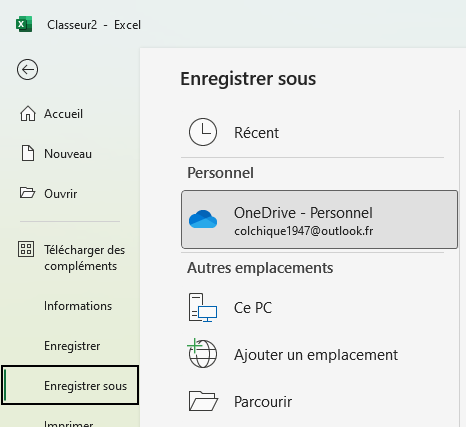 Classeur2 - Excel
Enregistrer sous
Accueil
Nouveau
Ouvrir
Télécharger des
compléments
Informations
Enregistrer
Enregistrer sous
Imprimer
Récent
Personnel
OneDrive - Personnel
colchique1947@outlook.fr
Autres emplacements
Ce PC
Ajouter un emplacement
Parcourir